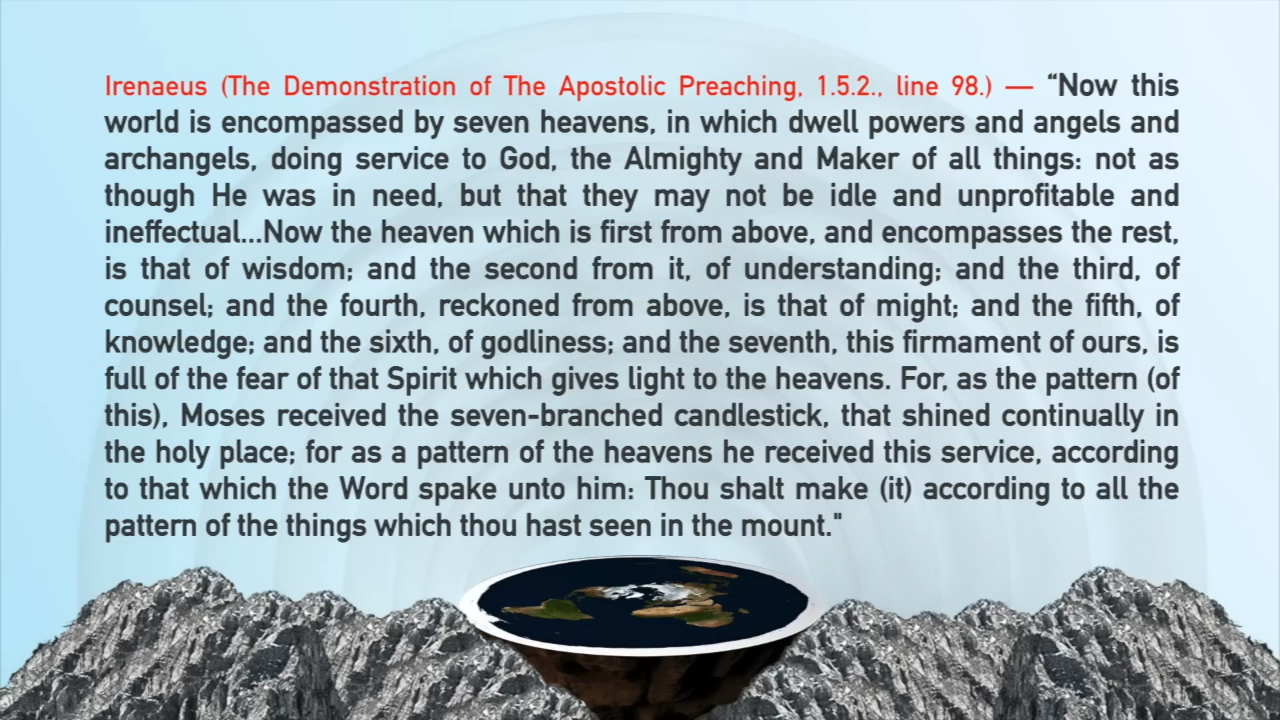 Irenaeus (The Demonstration of The Apostolic Preaching, 1.5.2., line 98.) — “Now this
world is encompassed by seven heavens, in which dwell powers and angels and
archangels, doing service to God, the Almighty and Maker of all things: not as
though He was in need, but that they may not be idle and unprofitable and
ineffectual...Now the heaven which is first from above, and encompasses the rest,
is that of wisdom; and the second from it, of understanding; and the third, of
counsel; and the fourth, reckoned from above, is that of might; and the fifth, of
knowledge; and the sixth, of godliness; and the seventh, this firmament of ours, is
full of the fear of that Spirit which gives light to the heavens. For, as the pattern (of
this), Moses received the seven-branched candlestick, that shined continually in
the holy place; for as a pattern of the heavens he received this service, according
to that which the Word spake unto him: Thou shalt make (it) according to all the
pattern of the things which thou hast seen in the mount."